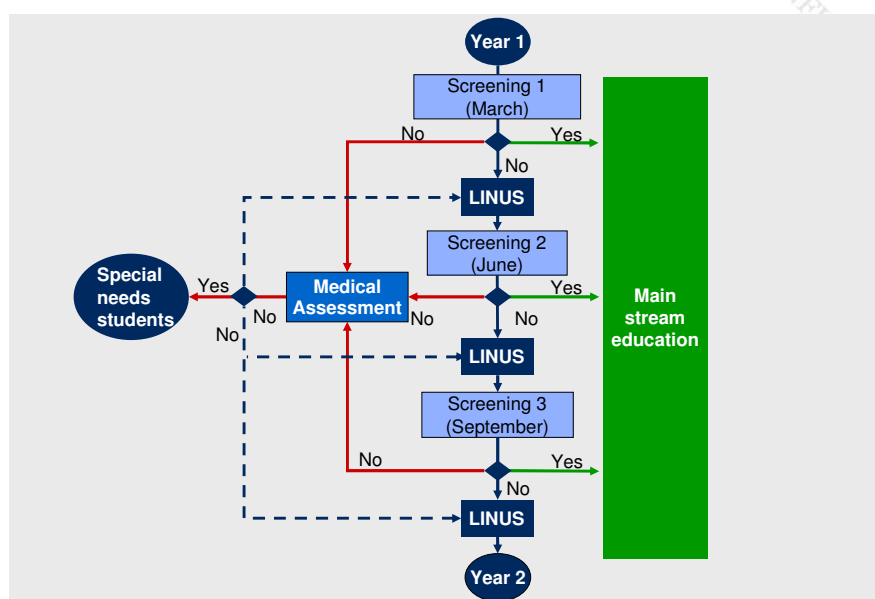 Year 1
Screening 1
(March)
No
Yes
No
LINUS
Screening 2
(June)
Special
needs
students
Yes
No
No
Medical
Assessment
No
Yes
No
Main
stream
education
LINUS
Screening 3
(September)
No
Yes
No
LINUS
Year 2